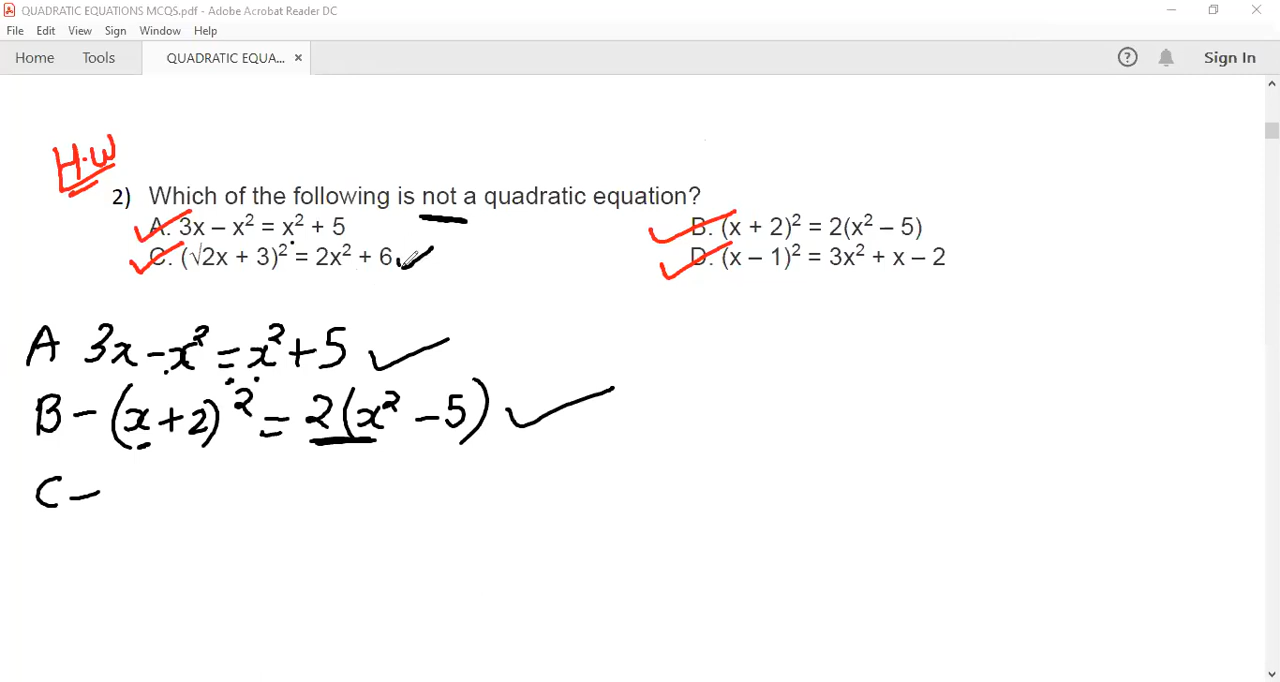 QUADRATIC EQUATIONS MCQS.pdf - Adobe Acrobat Reader DC
File Edit View Sign Window Help
Home Tools QUADRATIC EQUA... × Sign In
H.W
2) Which of the following is not a quadratic equation?
A. 3x – x² = x² + 5 B. (x + 2)² = 2(x² – 5)
C. (√2x + 3)² = 2x² + 6 D. (x – 1)² = 3x² + x – 2
A 3x – x² = x² + 5
B – (x + 2)² = 2(x² – 5)
C –